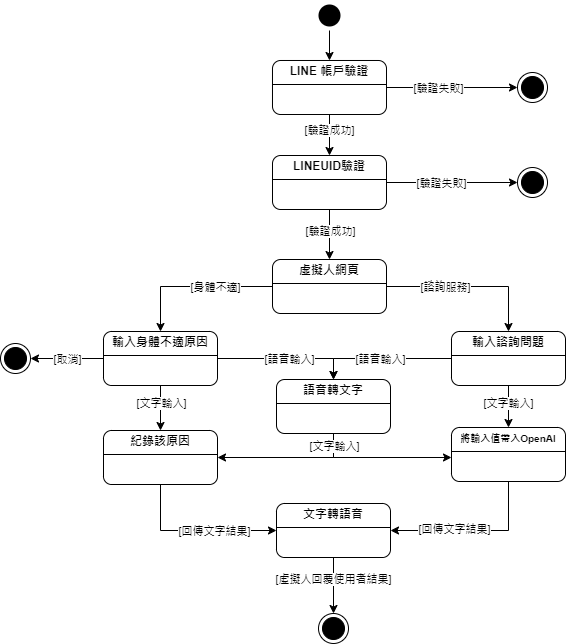 LINE 帳戶驗證
[驗證失敗]
[驗證成功]
LINEUID驗證
[驗證失敗]
[驗證成功]
虛擬人網頁
[身體不適]
[諮詢服務]
輸入身體不適原因
輸入諮詢問題
[取消]
[語音輸入]
[語音輸入]
語音轉文字
[文字輸入]
[文字輸入]
紀錄該原因
[文字輸入]
將輸入值帶入OpenAI
文字轉語音
[回傳文字結果]
[回傳文字結果]
[虛擬人回覆使用者結果]